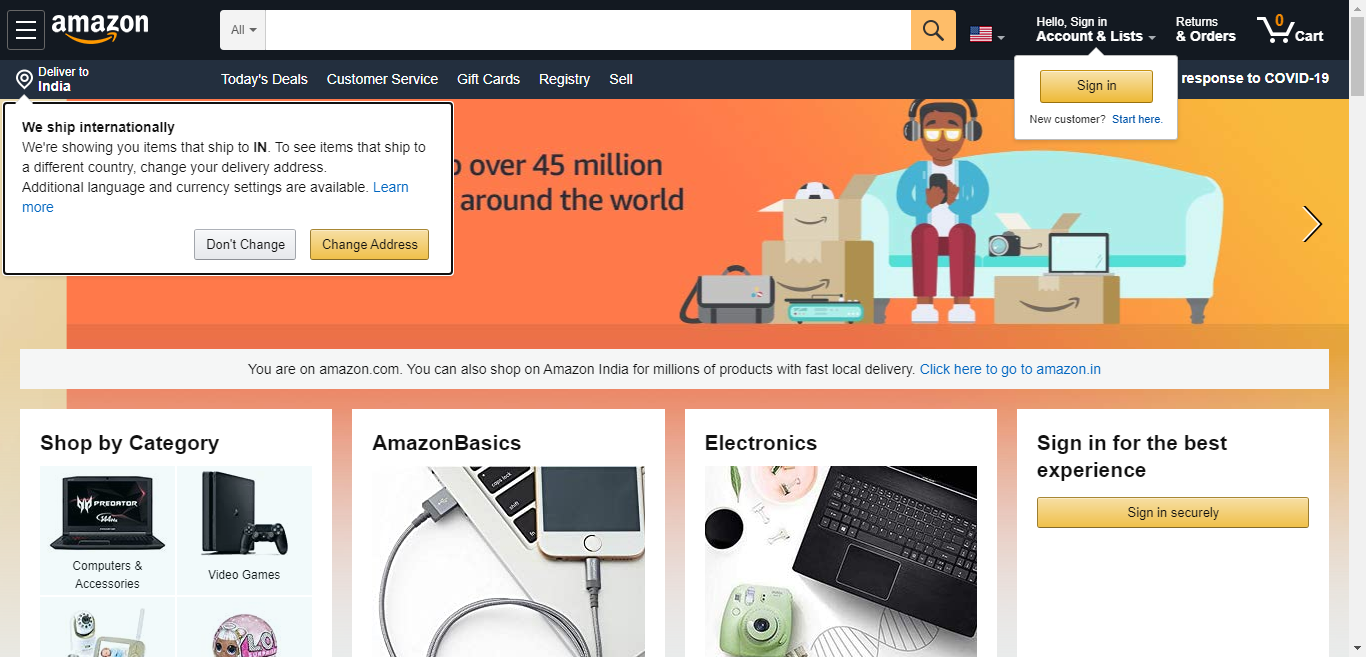 amazon
All
Hello, Sign in
Account & Lists
Returns
& Orders
0
Cart
Deliver to
India
Today's Deals
Customer Service
Gift Cards
Registry
Sell
response to COVID-19
Sign in
New customer? Start here.
We ship internationally
We're showing you items that ship to IN. To see items that ship to
a different country, change your delivery address.
Additional language and currency settings are available. Learn
more
Don't Change
Change Address
over 45 million
around the world
You are on amazon.com. You can also shop on Amazon India for millions of products with fast local delivery. Click here to go to amazon.in
Shop by Category
PREDATOR
Computers &
Accessories
Video Games
AmazonBasics
caps lock
shift
Electronics
Sign in for the best
experience
Sign in securely